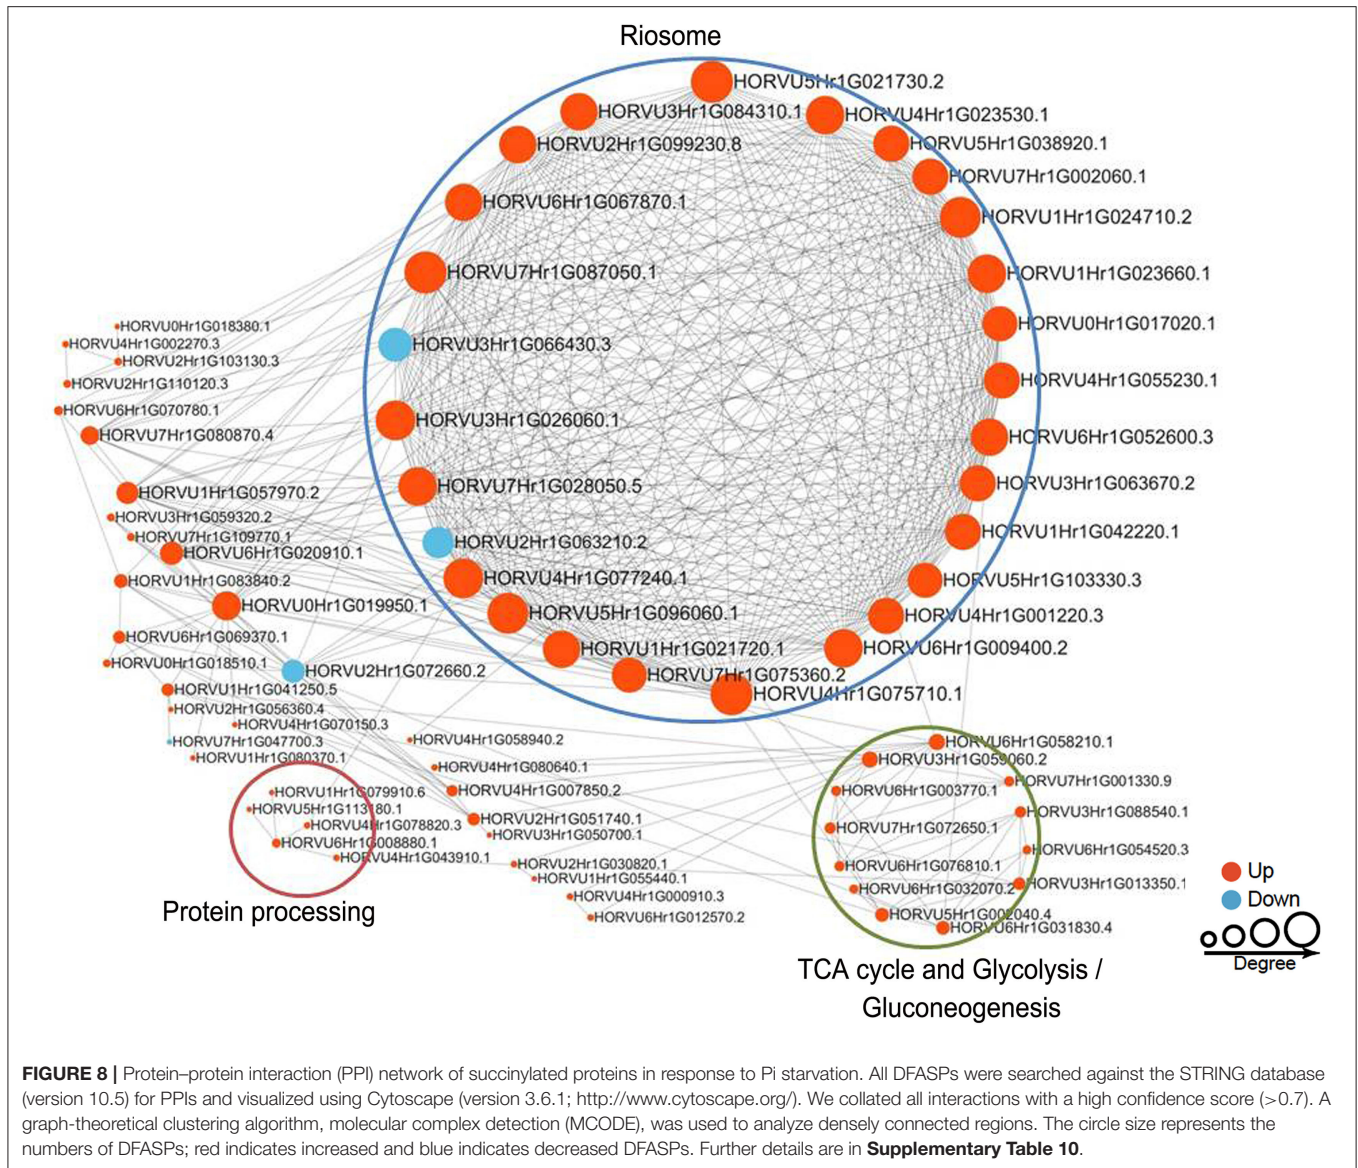 Riosome
HORVU5Hr1G021730.2
HORVU3Hr1G084310.1
HORVU4Hr1G023530.1
HORVU2Hr1G099230.8
HORVU5Hr1G038920.1
HORVU7Hr1G002060.1
HORVU6Hr1G067870.1
HORVU1Hr1G024710.2
HORVU7Hr1G087050.1
HORVU1Hr1G023660.1
HORVU0Hr1G018380.1
HORVU0Hr1G017020.1
HORVU4Hr1G002270.3
HORVU3Hr1G066430.3
HORVU2Hr1G103130.3
HORVU2Hr1G110120.3
HORVU4Hr1G055230.1
HORVU6Hr1G070780.1
HORVU3Hr1G026060.1
HORVU7Hr1G080870.4
HORVU6Hr1G052600.3
HORVU7Hr1G028050.5
HORVU3Hr1G063670.2
HORVU1Hr1G057970.2
HORVU3Hr1G059320.2
HORVU1Hr1G042220.1
HORVU7Hr1G109770.1
HORVU2Hr1G063210.2
HORVU6Hr1G020910.1
HORVU4Hr1G077240.1
HORVU5Hr1G103330.3
HORVU1Hr1G083840.2
HORVU0Hr1G019950.1
HORVU5Hr1G096060.1
HORVU4Hr1G001220.3
HORVU6Hr1G069370.1
HORVU1Hr1G021720.1
HORVU6Hr1G009400.2
HORVU0Hr1G018510.1
HORVU2Hr1G072660.2
HORVU7Hr1G075360.2
HORVU1Hr1G041250.5
HORVU4Hr1G075710.1
HORVU2Hr1G056360.4
HORVU4Hr1G070150.3
HORVU7Hr1G047700.3
HORVU4Hr1G058940.2
HORVU6Hr1G058210.1
HORVU1Hr1G080370.1
HORVU3Hr1G059060.2
HORVU4Hr1G080640.1
HORVU7Hr1G001330.9
HORVU1Hr1G079910.6
HORVU4Hr1G007850.2
HORVU6Hr1G003770.1
HORVU5Hr1G113180.1
HORVU3Hr1G088540.1
HORVU4Hr1G078820.3
HORVU2Hr1G051740.1
HORVU7Hr1G072650.1
HORVU3Hr1G050700.1
HORVU6Hr1G008880.1
HORVU6Hr1G054520.3
HORVU4Hr1G043910.1
HORVU2Hr1G030820.1
HORVU6Hr1G076810.1
HORVU1Hr1G055440.1
HORVU3Hr1G013350.1
HORVU6Hr1G032070.2
HORVU4Hr1G000910.3
HORVU5Hr1G002040.4
HORVU6Hr1G012570.2
HORVU6Hr1G031830.4
Up
Down
Degree
Protein processing
TCA cycle and Glycolysis /
Gluconeogenesis
FIGURE 8 | Protein–protein interaction (PPI) network of succinylated proteins in response to Pi starvation. All DFASPs were searched against the STRING database
(version 10.5) for PPIs and visualized using Cytoscape (version 3.6.1; http://www.cytoscape.org/). We collated all interactions with a high confidence score (>0.7). A
graph-theoretical clustering algorithm, molecular complex detection (MCODE), was used to analyze densely connected regions. The circle size represents the
numbers of DFASPs; red indicates increased and blue indicates decreased DFASPs. Further details are in Supplementary Table 10.